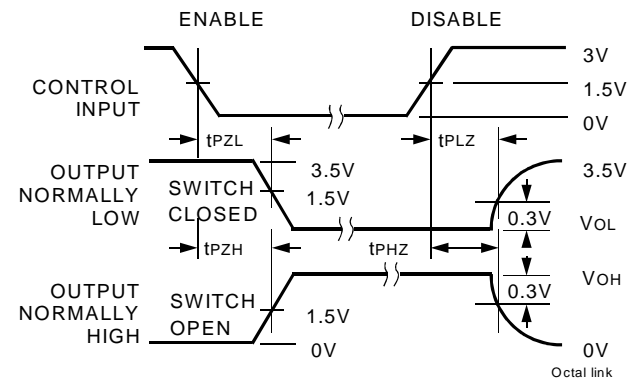 ENABLE DISABLE
CONTROL
INPUT
3V
1.5V
0V
tPZL tPLZ
OUTPUT
NORMALLY
LOW
SWITCH
CLOSED
3.5V
1.5V
3.5V
0.3V
VOL
tPZH tPHZ
OUTPUT
NORMALLY
HIGH
SWITCH
OPEN
1.5V
0V
VOH
0.3V
0V
Octal link